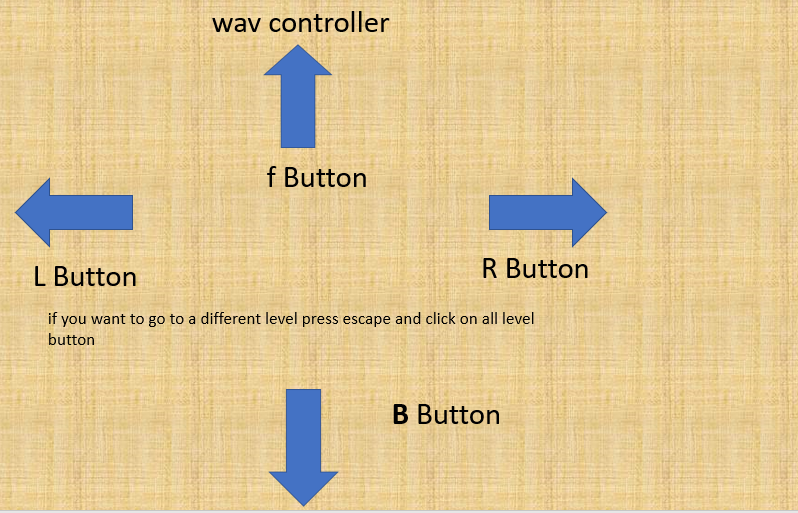 wav controller
f Button
L Button
R Button
if you want to go to a different level press escape and click on all level
button
B Button